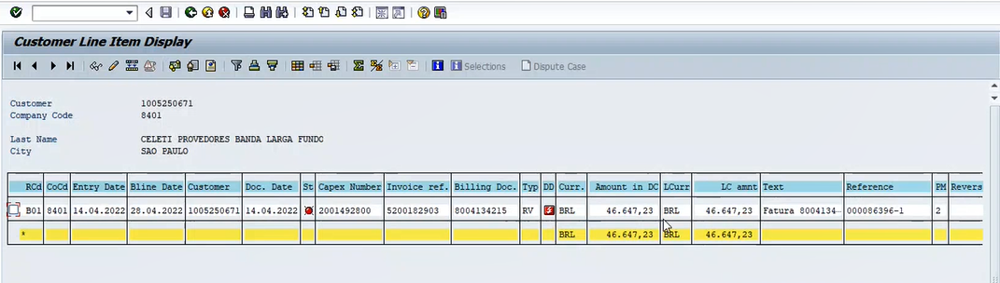 Customer Line Item Display
Selections Dispute Case
Customer 1005250671
Company Code 8401
Last Name CELETI PROVEDORES BANDA LARGA FUNDO
City SAO PAULO
RCd CoCd Entry Date Bline Date Customer Doc. Date St Capex Number Invoice ref. Billing Doc. Typ DD Curr. Amount in DC LCurr LC amnt Text Reference PM Revers
B01 8401 14.04.2022 28.04.2022 1005250671 14.04.2022 2001492800 5200182903 8004134215 RV BRL 46.647,23 BRL 46.647,23 Fatura 8004134 000086396-1 2
* BRL 46.647,23 BRL 46.647,23